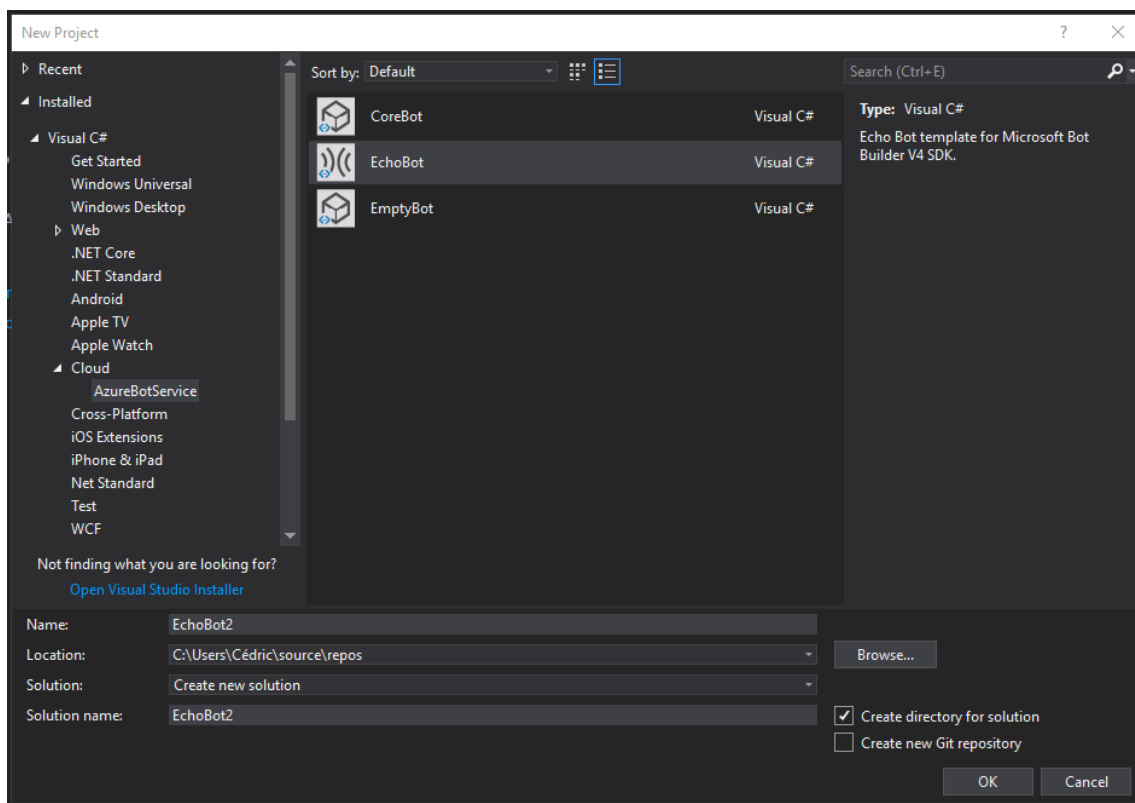 New Project
Recent
Installed
Visual C#
Get Started
Windows Universal
Windows Desktop
Web
.NET Core
.NET Standard
Android
Apple TV
Apple Watch
Cloud
AzureBotService
Cross-Platform
iOS Extensions
iPhone & iPad
Net Standard
Test
WCF
Not finding what you are looking for?
Open Visual Studio Installer
Sort by: Default
CoreBot Visual C#
EchoBot Visual C#
EmptyBot Visual C#
Search (Ctrl+E)
Type: Visual C#
Echo Bot template for Microsoft Bot
Builder V4 SDK.
Name: EchoBot2
Location: C:\Users\Cédric\source\repos
Browse...
Solution: Create new solution
Solution name: EchoBot2
Create directory for solution
Create new Git repository
OK Cancel